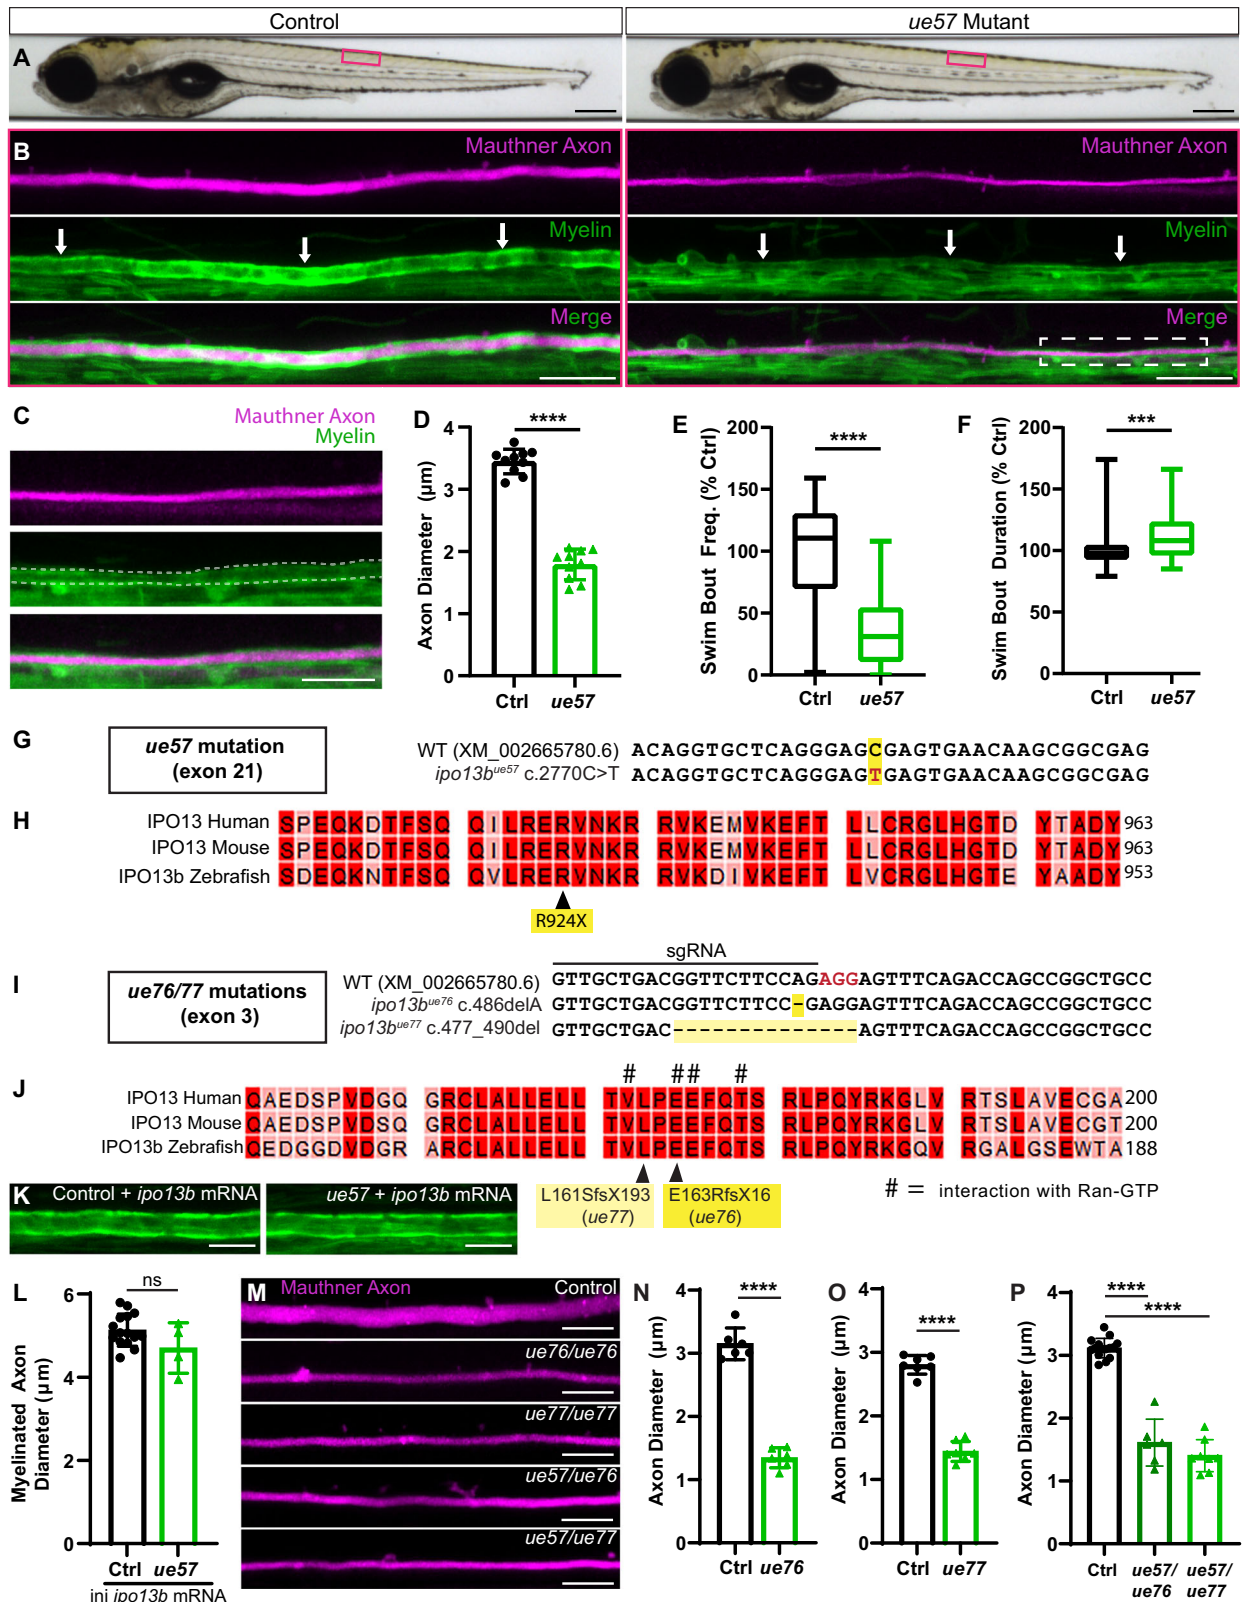 Control
ue57 Mutant
A
B
Mauthner Axon
Mauthner Axon
Myelin
Myelin
Merge
Merge
C
Mauthner Axon
Myelin
D
Axon Diameter (µm)
4
3
2
1
0
****
Ctrl
ue57
E
Swim Bout Freq. (% Ctrl)
200
150
100
50
0
****
Ctrl
ue57
F
Swim Bout Duration (% Ctrl)
200
150
100
50
0
***
Ctrl
ue57
G
ue57 mutation
(exon 21)
WT (XM_002665780.6) ACAGGTGCTCAGGGAGCGAGTGAACAAGCGGCGAG
ipo13b^ue57 c.2770C>T ACAGGTGCTCAGGGAGTGAGTGAACAAGCGGCGAG
H
IPO13 Human SPEQKDTFSQ QILRERVNKR RVKEMVKEFT LLCRGLHGTD YTADY 963
IPO13 Mouse SPEQKDTFSQ QILRERVNKR RVKEMVKEFT LLCRGLHGTD YTADY 963
IPO13b Zebrafish SDEQKNTFSQ QVLRERVNKR RVKDIVKEFT LVCRGLHGTE YAADY 953
R924X
I
sgRNA
ue76/77 mutations
(exon 3)
WT (XM_002665780.6) GTTGCTGACGGTTCTTCCAGAGGAGTTTCAGACCAGCCGGCTGCC
ipo13b^ue76 c.486delA GTTGCTGACGGTTCTTCC-GAGGAGTTTCAGACCAGCCGGCTGCC
ipo13b^ue77 c.477_490del GTTGCTGAC--------------AGTTTCAGACCAGCCGGCTGCC
J
# ## #
IPO13 Human QAEDSPVDGQ GRCLALLELL TVLPEEFQTS RLPQYRKGLV RTSLAVECGA 200
IPO13 Mouse QAEDSPVDSQ GRCLALLELL TVLPEEFQTS RLPQYRKGLV RTSLAVECGT 200
IPO13b Zebrafish QEDGGDVDGR ARCLALLELL TVLPEEFQTS RLPQYRKGQV RGALGSEWTA 188
L161SfsX193
(ue77)
E163RfsX16
(ue76)
# = interaction with Ran-GTP
K
Control + ipo13b mRNA
ue57 + ipo13b mRNA
L
Myelinated Axon
Diameter (µm)
6
4
2
0
ns
Ctrl
ue57
inj ipo13b mRNA
M
Mauthner Axon
Control
ue76/ue76
ue77/ue77
ue57/ue76
ue57/ue77
N
Axon Diameter (µm)
4
3
2
1
0
****
Ctrl
ue76
O
Axon Diameter (µm)
4
3
2
1
0
****
Ctrl
ue77
P
Axon Diameter (µm)
4
3
2
1
0
****
****
Ctrl
ue57/
ue76
ue57/
ue77